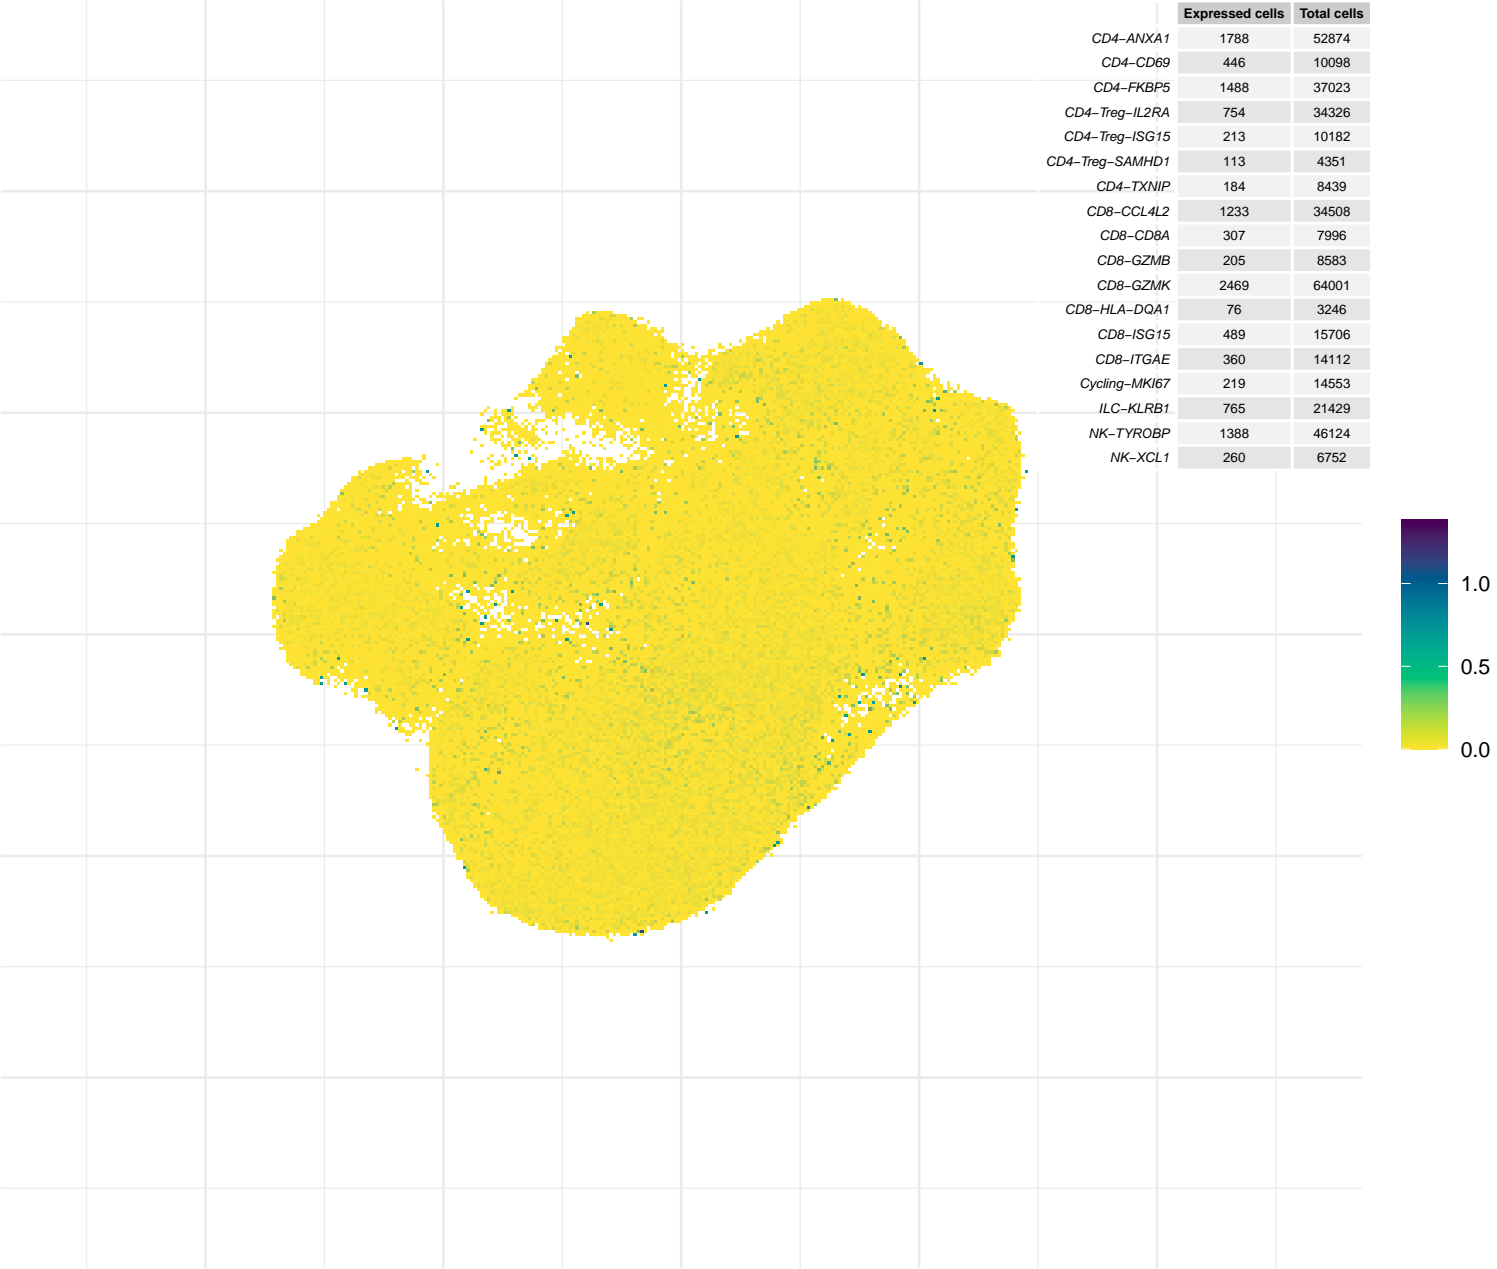 Expressed cells Total cells
CD4−ANXA1 1788 52874
CD4−CD69 446 10098
CD4−FKBP5 1488 37023
CD4−Treg−IL2RA 754 34326
CD4−Treg−ISG15 213 10182
CD4−Treg−SAMHD1 113 4351
CD4−TXNIP 184 8439
CD8−CCL4L2 1233 34508
CD8−CD8A 307 7996
CD8−GZMB 205 8583
CD8−GZMK 2469 64001
CD8−HLA−DQA1 76 3246
CD8−ISG15 489 15706
CD8−ITGAE 360 14112
Cycling−MKI67 219 14553
ILC−KLRB1 765 21429
NK−TYROBP 1388 46124
NK−XCL1 260 6752
1.0
0.5
0.0